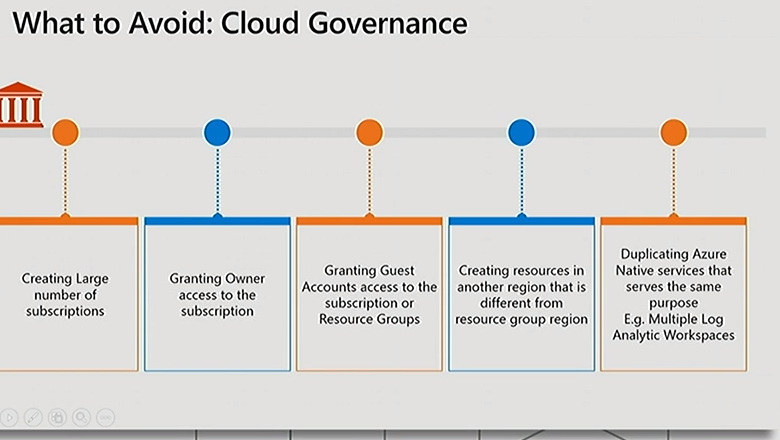 What to Avoid: Cloud Governance
Creating Large
number of
subscriptions
Granting Owner
access to the
subscription
Granting Guest
Accounts access to the
subscription or
Resource Groups
Creating resources in
another region that is
different from
resource group region
Duplicating Azure
Native services that
serves the same
purpose
E.g. Multiple Log
Analytic Workspaces